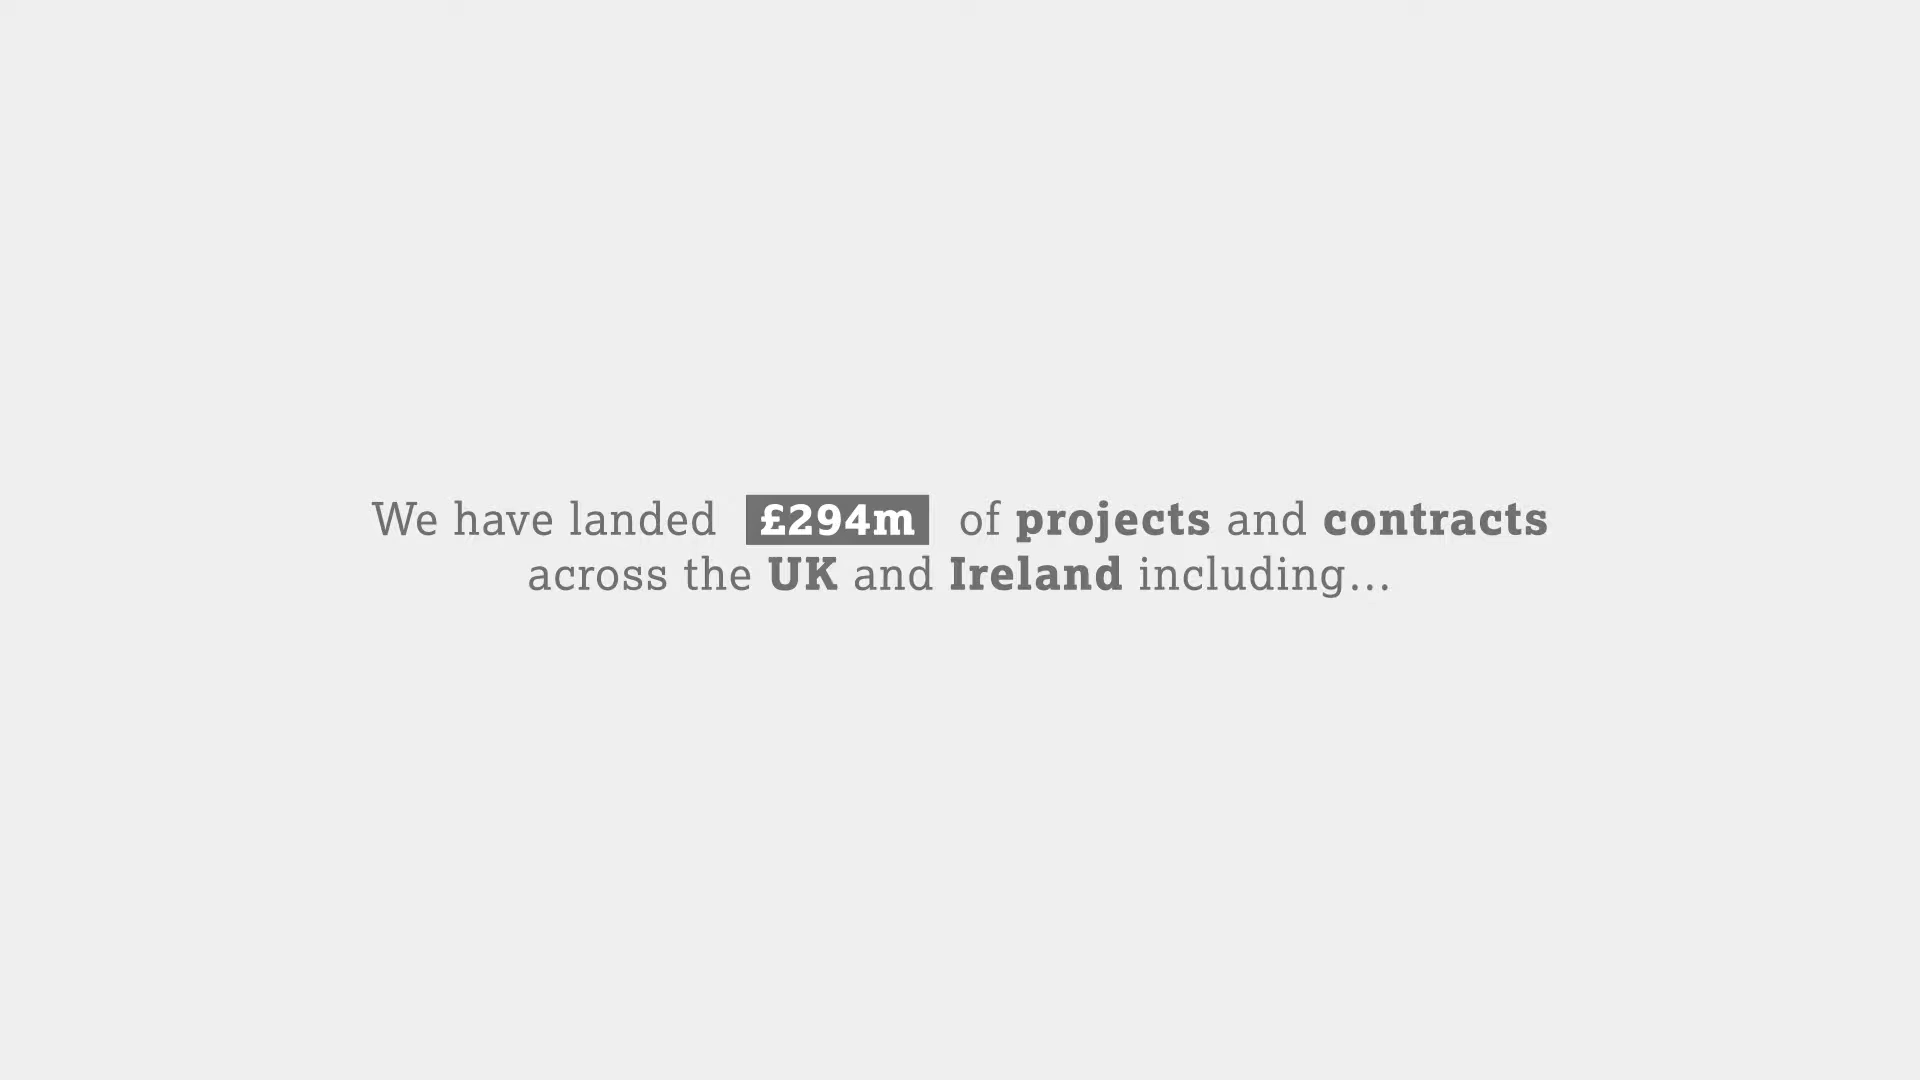 We have landed £294m of projects and contracts
across the UK and Ireland including...